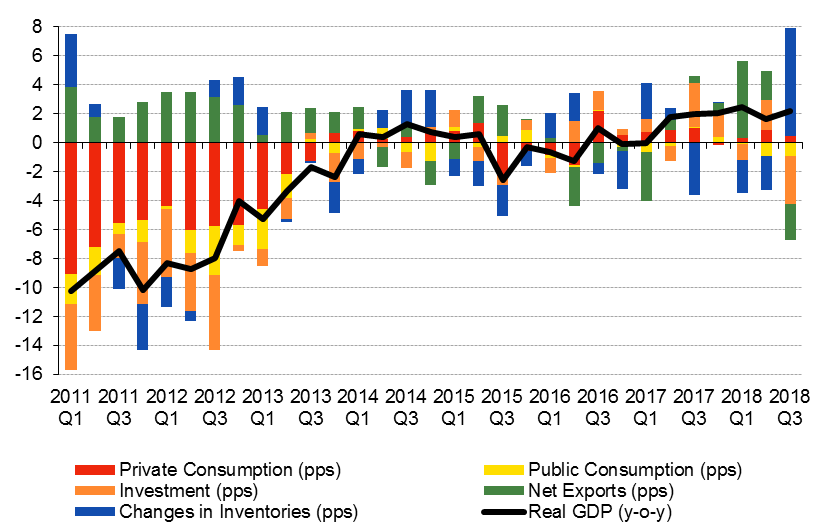 8
6
4
2
0
-2
-4
-6
-8
-10
-12
-14
-16
2011 2011 2012 2012 2013 2013 2014 2014 2015 2015 2016 2016 2017 2017 2018 2018
Q1 Q3 Q1 Q3 Q1 Q3 Q1 Q3 Q1 Q3 Q1 Q3 Q1 Q3 Q1 Q3
Private Consumption (pps) Public Consumption (pps)
Investment (pps) Net Exports (pps)
Changes in Inventories (pps) Real GDP (y-o-y)